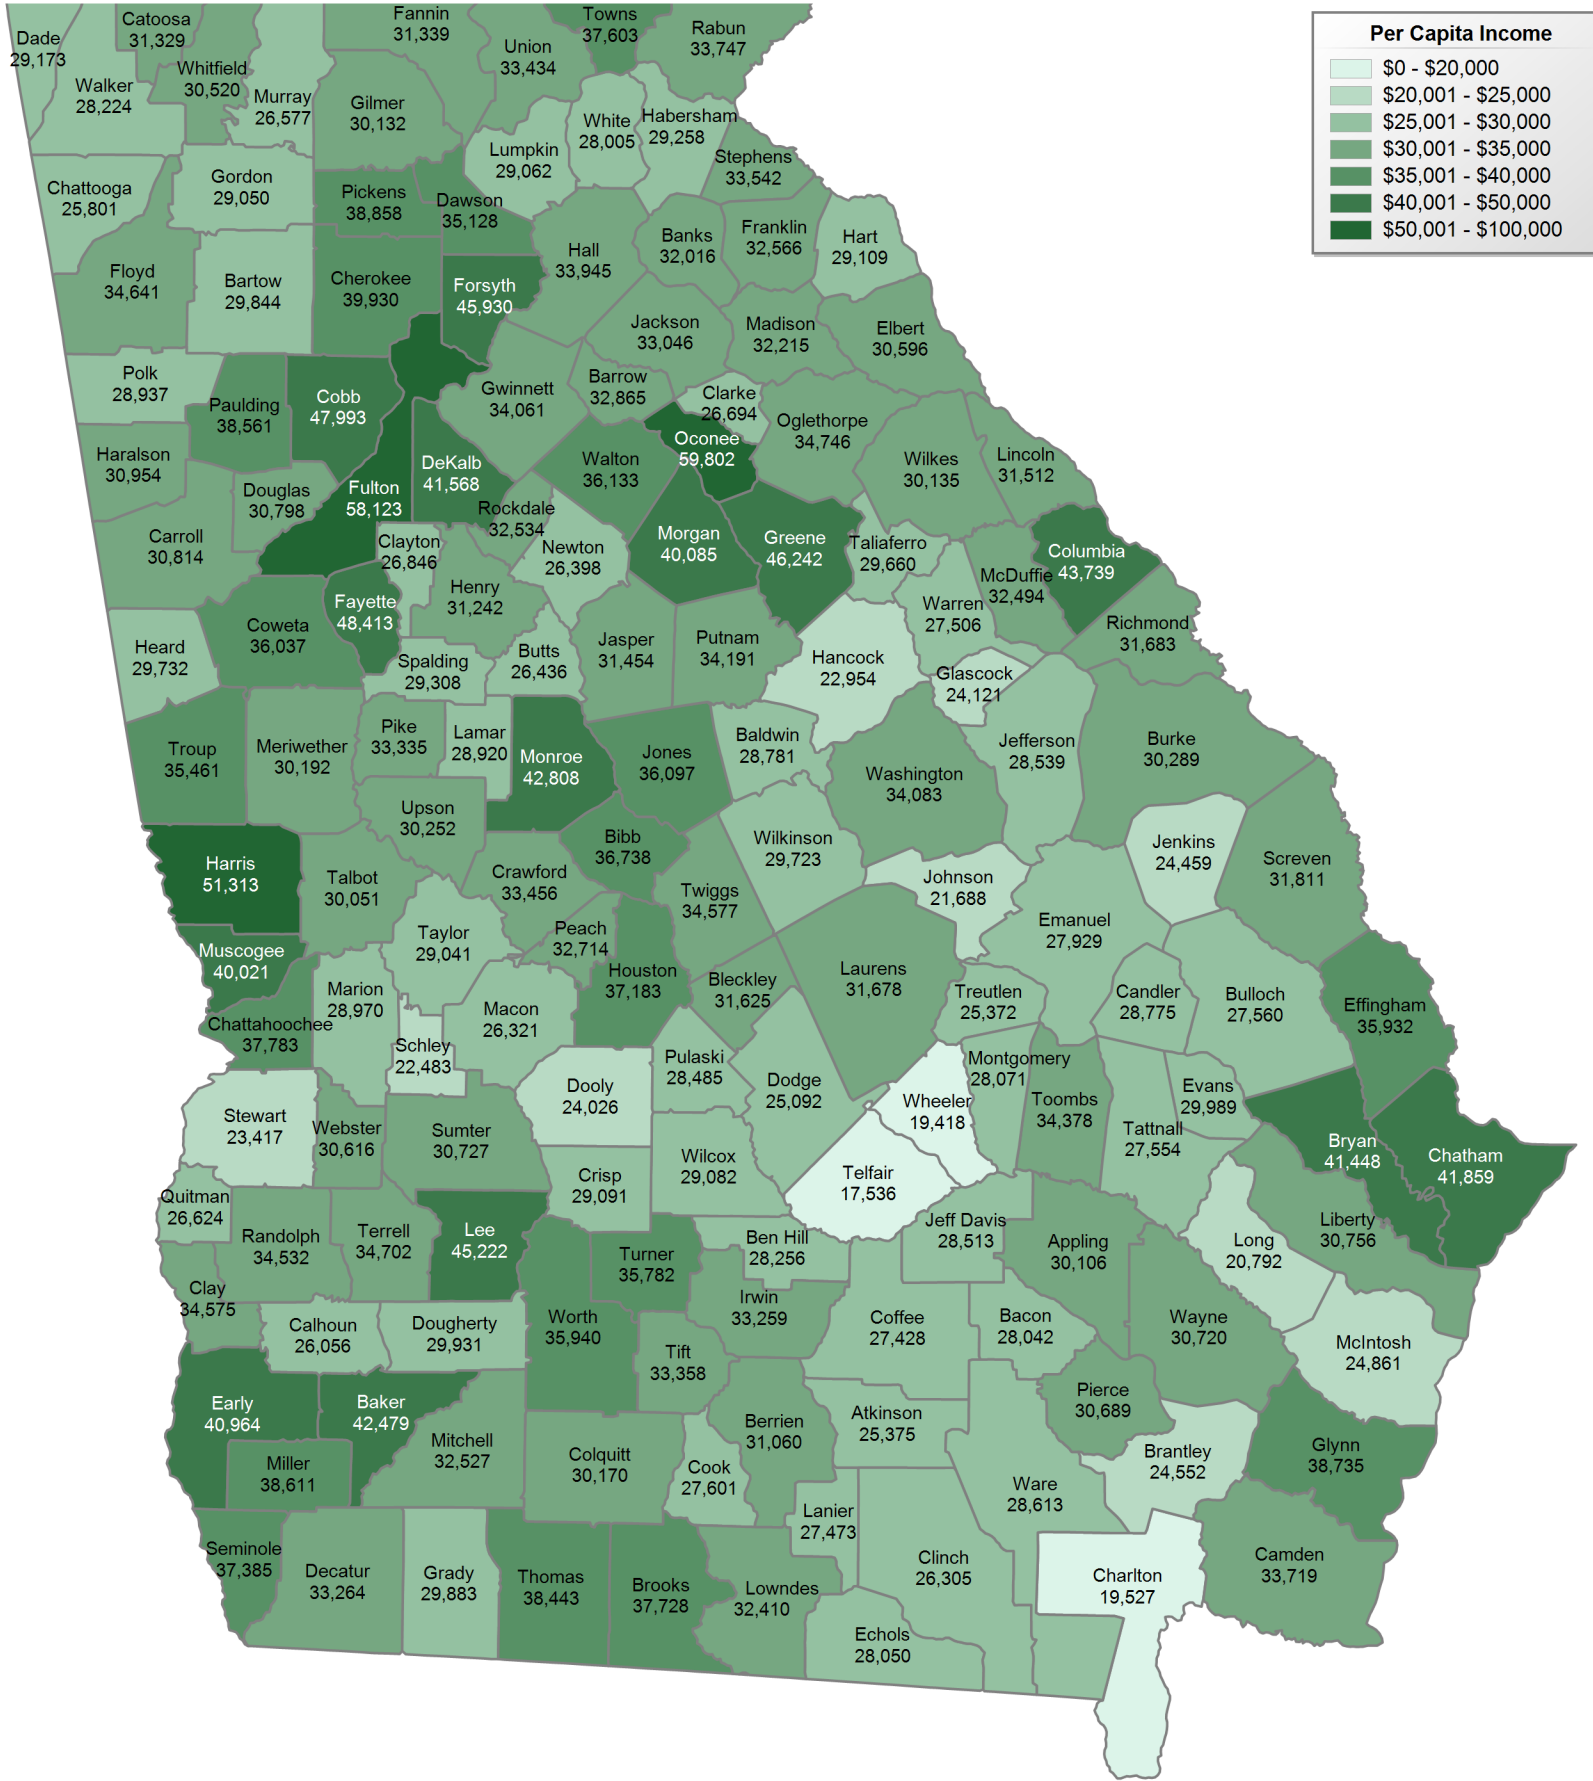 Per Capita Income
$0 - $20,000
$20,001 - $25,000
$25,001 - $30,000
$30,001 - $35,000
$35,001 - $40,000
$40,001 - $50,000
$50,001 - $100,000
Dade
29,173
Catoosa
31,329
Fannin
31,339
Towns
37,603
Rabun
33,747
Union
33,434
Walker
28,224
Whitfield
30,520
Murray
26,577
Gilmer
30,132
White
28,005
Habersham
29,258
Lumpkin
29,062
Stephens
33,542
Chattooga
25,801
Gordon
29,050
Pickens
38,858
Dawson
35,128
Hall
33,945
Banks
32,016
Franklin
32,566
Hart
29,109
Floyd
34,641
Bartow
29,844
Cherokee
39,930
Forsyth
45,930
Jackson
33,046
Madison
32,215
Elbert
30,596
Polk
28,937
Paulding
38,561
Cobb
47,993
Gwinnett
34,061
Barrow
32,865
Clarke
26,694
Oglethorpe
34,746
Haralson
30,954
Douglas
30,798
Fulton
58,123
DeKalb
41,568
Rockdale
32,534
Walton
36,133
Oconee
59,802
Wilkes
30,135
Lincoln
31,512
Carroll
30,814
Clayton
26,846
Newton
26,398
Morgan
40,085
Greene
46,242
Taliaferro
29,660
McDuffie
32,494
Columbia
43,739
Henry
31,242
Fayette
48,413
Coweta
36,037
Heard
29,732
Spalding
29,308
Butts
26,436
Jasper
31,454
Putnam
34,191
Hancock
22,954
Warren
27,506
Glascock
24,121
Richmond
31,683
Troup
35,461
Meriwether
30,192
Pike
33,335
Lamar
28,920
Monroe
42,808
Jones
36,097
Baldwin
28,781
Washington
34,083
Jefferson
28,539
Burke
30,289
Upson
30,252
Harris
51,313
Talbot
30,051
Crawford
33,456
Bibb
36,738
Wilkinson
29,723
Twiggs
34,577
Johnson
21,688
Jenkins
24,459
Screven
31,811
Emanuel
27,929
Muscogee
40,021
Taylor
29,041
Peach
32,714
Houston
37,183
Bleckley
31,625
Laurens
31,678
Marion
28,970
Macon
26,321
Chattahoochee
37,783
Schley
22,483
Treutlen
25,372
Candler
28,775
Bulloch
27,560
Effingham
35,932
Pulaski
28,485
Dodge
25,092
Montgomery
28,071
Wheeler
19,418
Toombs
34,378
Evans
29,989
Tattnall
27,554
Dooly
24,026
Stewart
23,417
Webster
30,616
Sumter
30,727
Crisp
29,091
Wilcox
29,082
Telfair
17,536
Bryan
41,448
Chatham
41,859
Quitman
26,624
Randolph
34,532
Terrell
34,702
Lee
45,222
Turner
35,782
Ben Hill
28,256
Jeff Davis
28,513
Appling
30,106
Long
20,792
Liberty
30,756
Clay
34,575
Calhoun
26,056
Dougherty
29,931
Worth
35,940
Tift
33,358
Irwin
33,259
Coffee
27,428
Bacon
28,042
Wayne
30,720
McIntosh
24,861
Early
40,964
Baker
42,479
Mitchell
32,527
Miller
38,611
Colquitt
30,170
Cook
27,601
Berrien
31,060
Atkinson
25,375
Pierce
30,689
Brantley
24,552
Glynn
38,735
Ware
28,613
Lanier
27,473
Clinch
26,305
Charlton
19,527
Camden
33,719
Seminole
37,385
Decatur
33,264
Grady
29,883
Thomas
38,443
Brooks
37,728
Lowndes
32,410
Echols
28,050